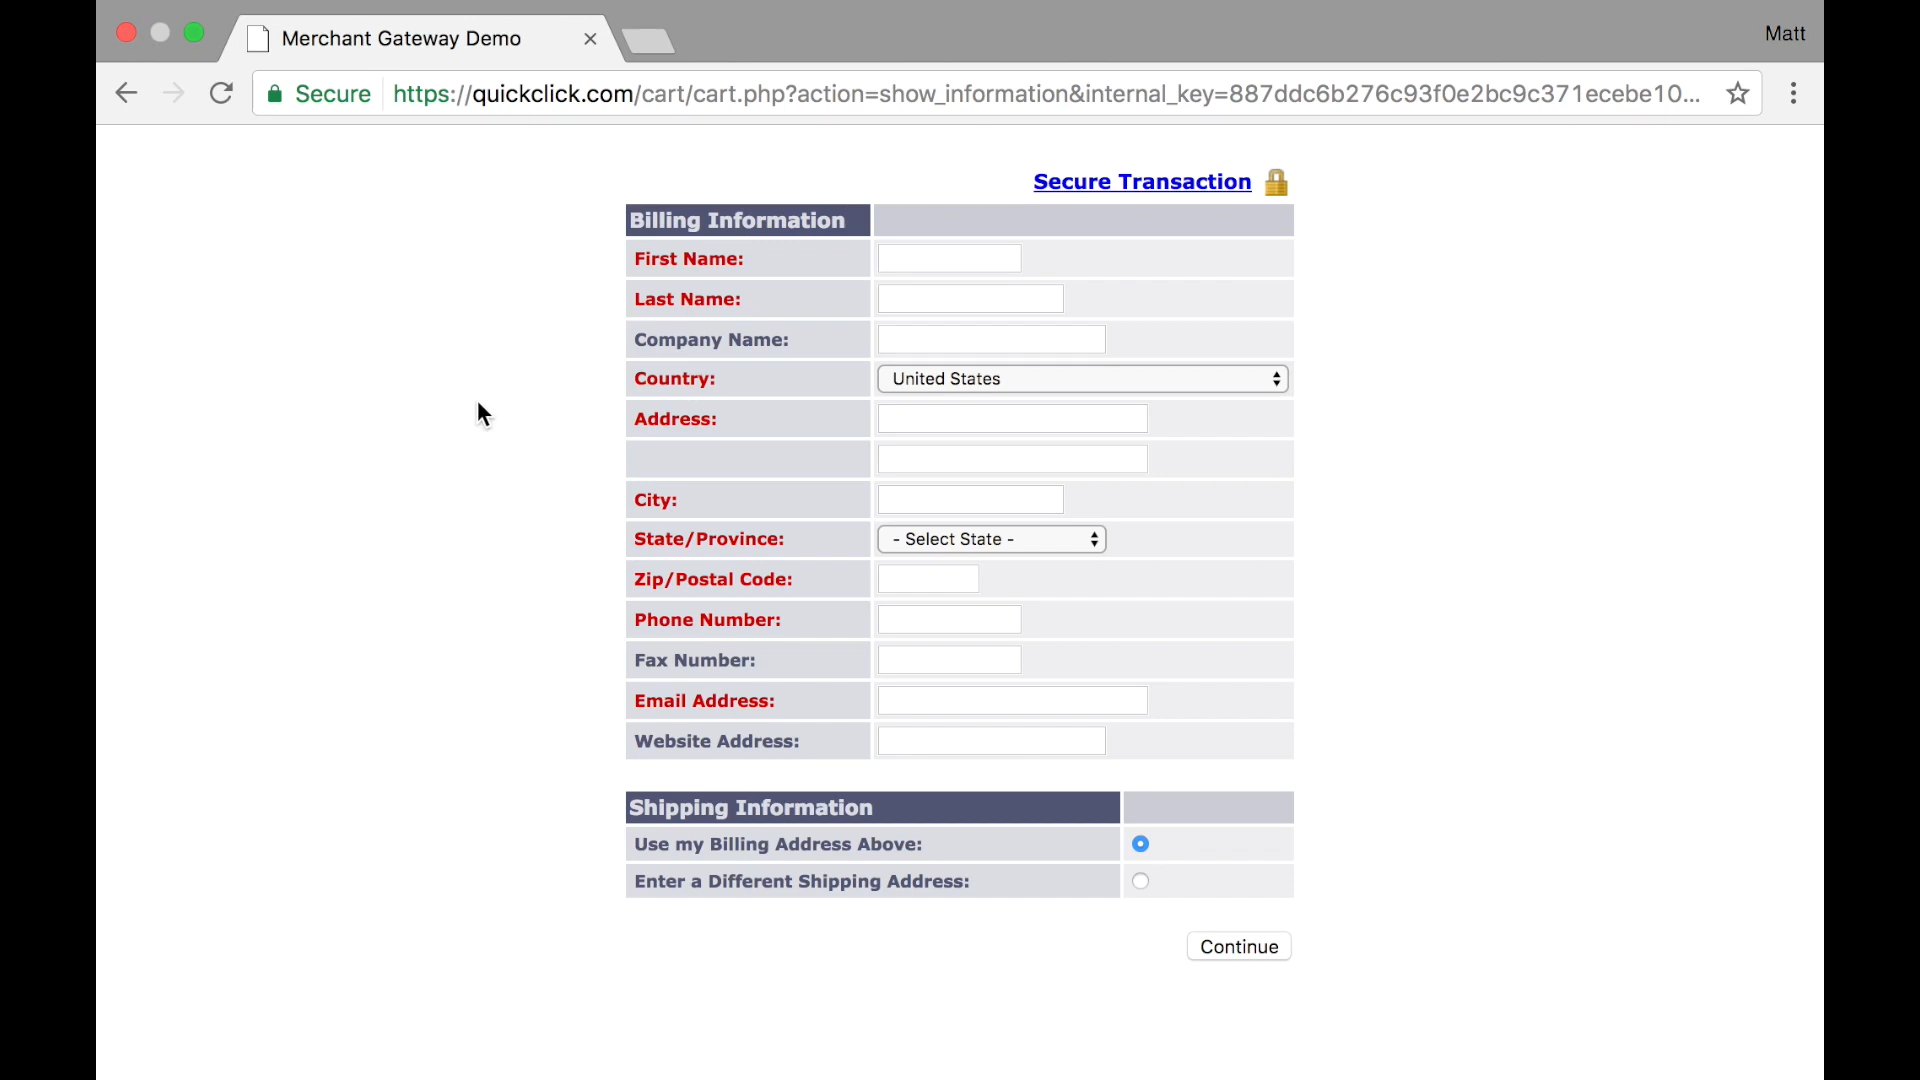 Merchant Gateway Demo
Matt
Secure https://quickclick.com/cart/cart.php?action=show_information&internal_key=887ddc6b276c93f0e2bc9c371ecebe10...
Secure Transaction
Billing Information
First Name:
Last Name:
Company Name:
Country: United States
Address:
City:
State/Province: - Select State -
Zip/Postal Code:
Phone Number:
Fax Number:
Email Address:
Website Address:
Shipping Information
Use my Billing Address Above:
Enter a Different Shipping Address:
Continue